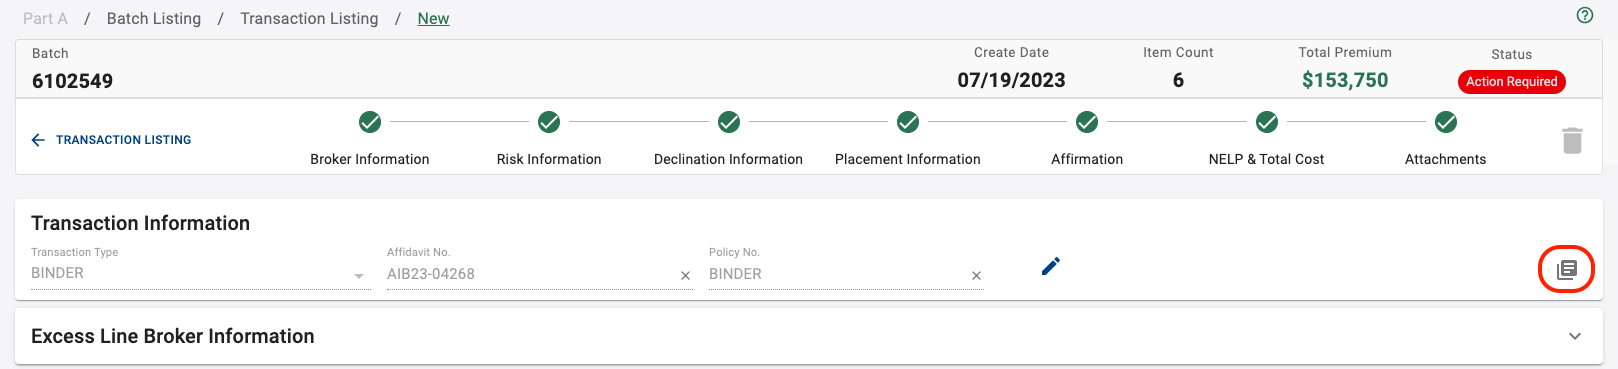 Part A / Batch Listing / Transaction Listing / New
Batch
6102549
Create Date
07/19/2023
Item Count
6
Total Premium
$153,750
Status
Action Required
TRANSACTION LISTING
Broker Information
Risk Information
Declination Information
Placement Information
Affirmation
NELP & Total Cost
Attachments
Transaction Information
Transaction Type
BINDER
Affidavit No.
AIB23-04268
Policy No.
BINDER
Excess Line Broker Information